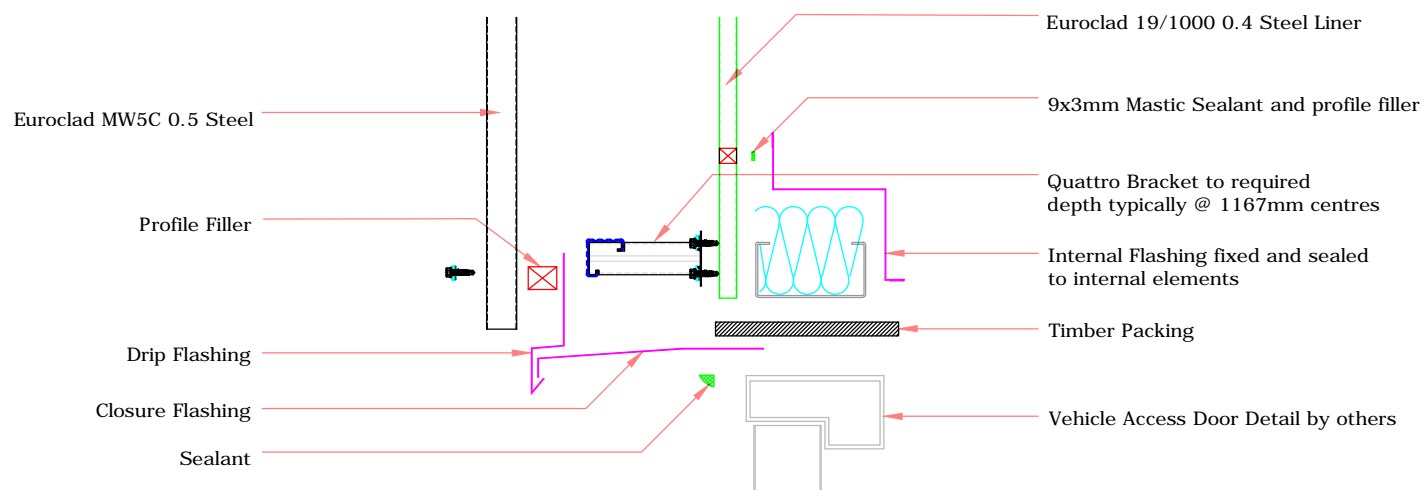 Euroclad MW5C 0.5 Steel
Profile Filler
Drip Flashing
Closure Flashing
Sealant
Euroclad 19/1000 0.4 Steel Liner
9x3mm Mastic Sealant and profile filler
Quattro Bracket to required
depth typically @ 1167mm centres
Internal Flashing fixed and sealed
to internal elements
Timber Packing
Vehicle Access Door Detail by others